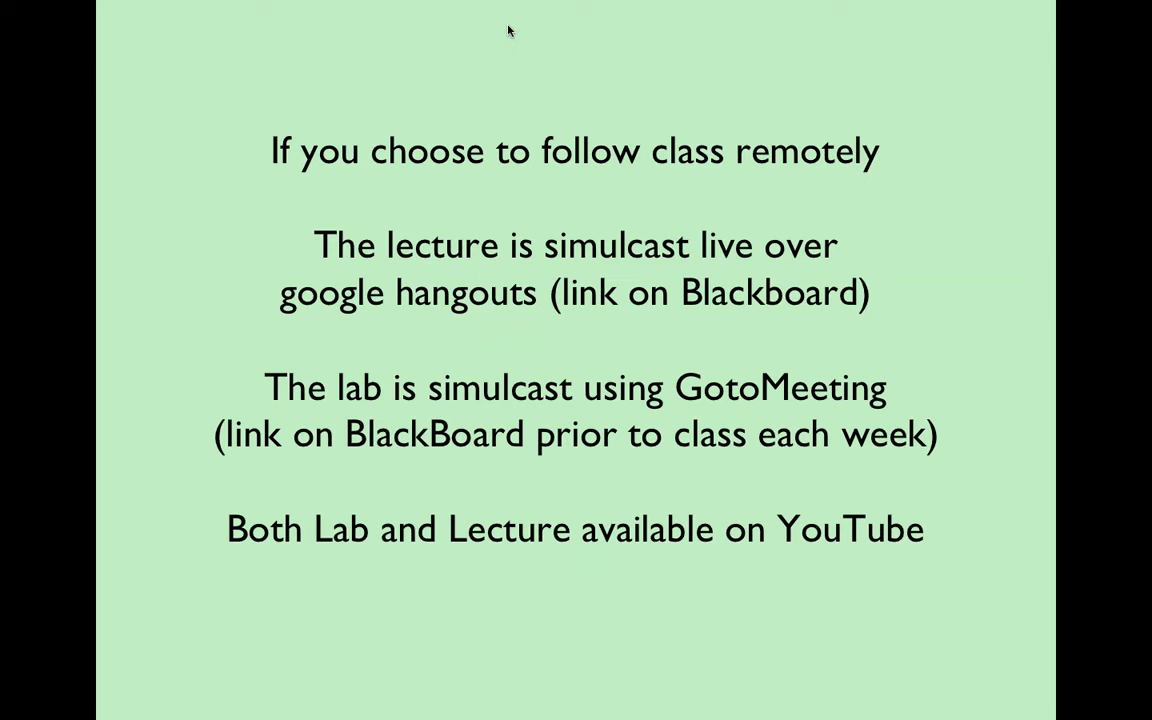 If you choose to follow class remotely
The lecture is simulcast live over
google hangouts (link on Blackboard)
The lab is simulcast using GotoMeeting
(link on BlackBoard prior to class each week)
Both Lab and Lecture available on YouTube